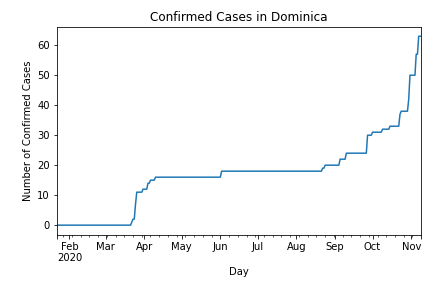 Confirmed Cases in Dominica
Number of Confirmed Cases
60
50
40
30
20
10
0
Feb Mar Apr May Jun Jul Aug Sep Oct Nov
2020
Day